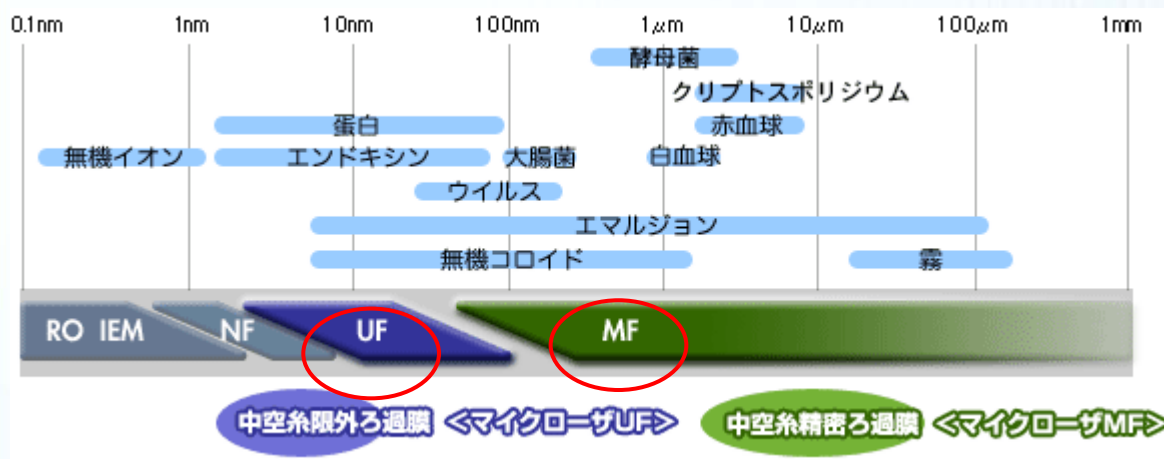 0.1nm 1nm 10nm 100nm 1μm 10μm 100μm 1mm
酵母菌
クリプトスポリジウム
蛋白 赤血球
無機イオン エンドキシン 大腸菌 白血球
ウイルス
エマルジョン
無機コロイド 霧
RO IEM NF UF MF
中空糸限外ろ過膜 <マイクローザUF> 中空糸精密ろ過膜 <マイクローザMF>